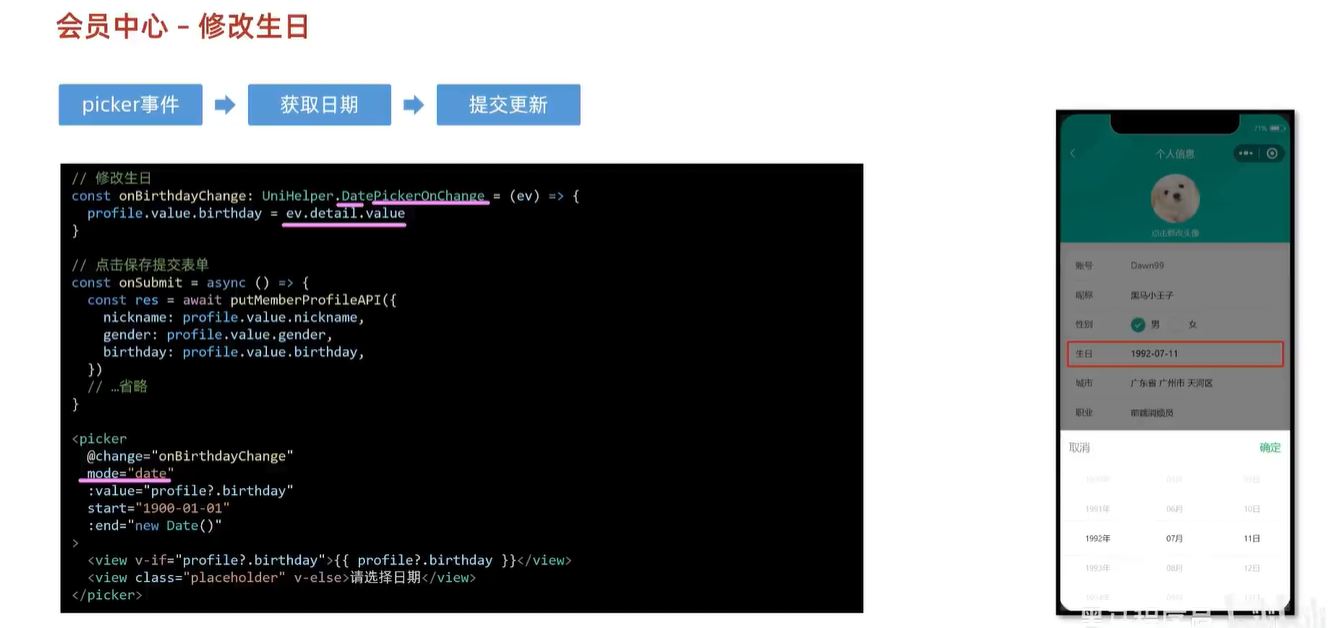 会员中心 – 修改生日
picker事件
获取日期
提交更新
// 修改生日
const onBirthdayChange: UniHelper.DatePickerOnChange = (ev) => {
  profile.value.birthday = ev.detail.value
}
// 点击保存提交表单
const onSubmit = async () => {
  const res = await putMemberProfileAPI({
    nickname: profile.value.nickname,
    gender: profile.value.gender,
    birthday: profile.value.birthday,
  })
  // …省略
}
<picker
  @change="onBirthdayChange"
  mode="date"
  :value="profile?.birthday"
  start="1900-01-01"
  :end="new Date()"
>
  <view v-if="profile?.birthday">{{ profile?.birthday }}</view>
  <view class="placeholder" v-else>请选择日期</view>
</picker>
71%
个人信息
点击修改头像
账号 Dawn99
昵称 黑马小王子
性别 男 女
生日 1992-07-11
城市 广东省 广州市 天河区
职业
取消 确定
1991年 06月 10日
1992年 07月 11日
1993年 08月 12日